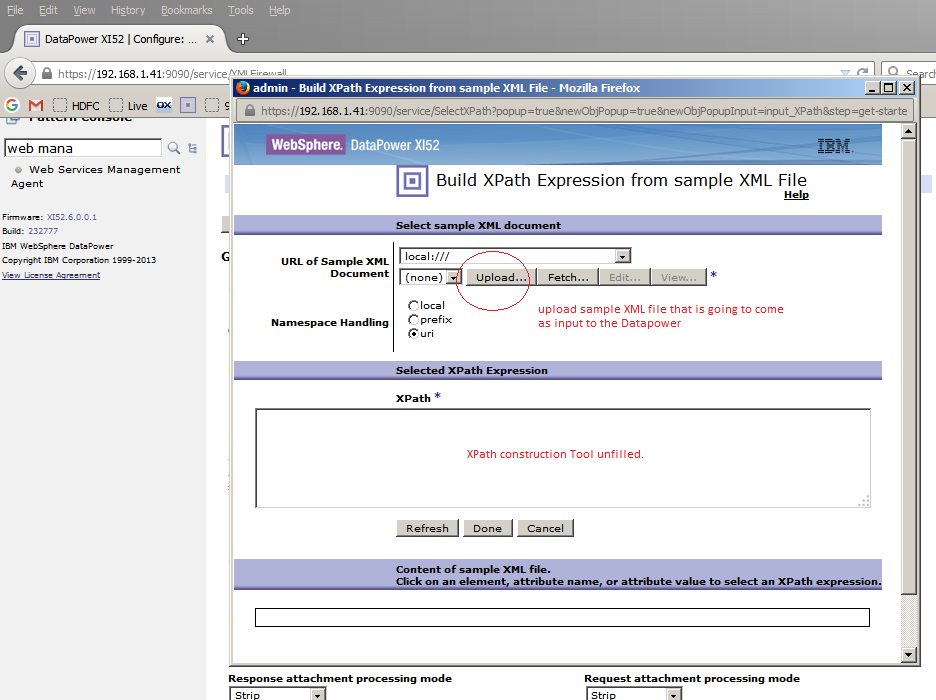 File Edit View History Bookmarks Tools Help
DataPower XI52 | Configure: ...
https://192.168.1.41:9090/service/XMLFirewall
Search
HDFC Live OX
Pattern Console
web mana
Web Services Management
Agent
Firmware: XI52.6.0.0.1
Build: 232777
IBM WebSphere DataPower
Copyright IBM Corporation 1999-2013
View License Agreement
admin - Build XPath Expression from sample XML File - Mozilla Firefox
https://192.168.1.41:9090/service/SelectXPath?popup=true&newObjPopup=true&newObjPopupInput=input_XPath&step=get-starte
WebSphere. DataPower XI52
IBM.
Build XPath Expression from sample XML File
Help
Select sample XML document
URL of Sample XML
Document
local:///
(none) Upload... Fetch... Edit... View... *
Namespace Handling
local
prefix
uri
upload sample XML file that is going to come
as input to the Datapower
Selected XPath Expression
XPath *
XPath construction Tool unfilled.
Refresh Done Cancel
Content of sample XML file.
Click on an element, attribute name, or attribute value to select an XPath expression.
Response attachment processing mode Request attachment processing mode
Strip Strip